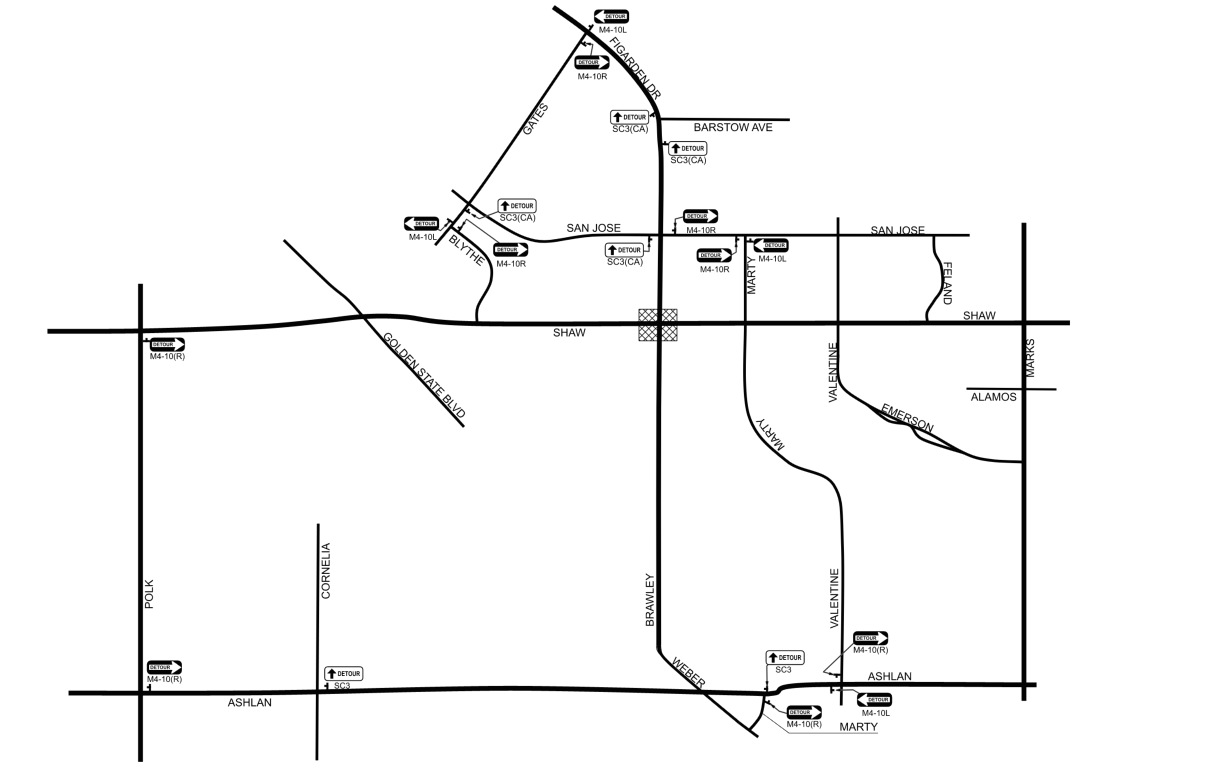 DETOUR
M4-10L
FIGARDEN DR
DETOUR
M4-10R
GATES
DETOUR
SC3(CA)
BARSTOW AVE
DETOUR
SC3(CA)
DETOUR
SC3(CA)
DETOUR
M4-10R
DETOUR
M4-10L
SAN JOSE
SAN JOSE
BLYTHE
DETOUR
M4-10R
DETOUR
SC3(CA)
DETOUR
M4-10R
DETOUR
M4-10L
MARTY
FELAND
SHAW
SHAW
DETOUR
M4-10(R)
GOLDEN STATE BLVD
VALENTINE
MARKS
ALAMOS
EMERSON
MARTY
POLK
CORNELIA
BRAWLEY
VALENTINE
DETOUR
M4-10(R)
DETOUR
M4-10(R)
DETOUR
SC3
WEBER
DETOUR
SC3
ASHLAN
ASHLAN
DETOUR
M4-10(R)
DETOUR
M4-10L
MARTY